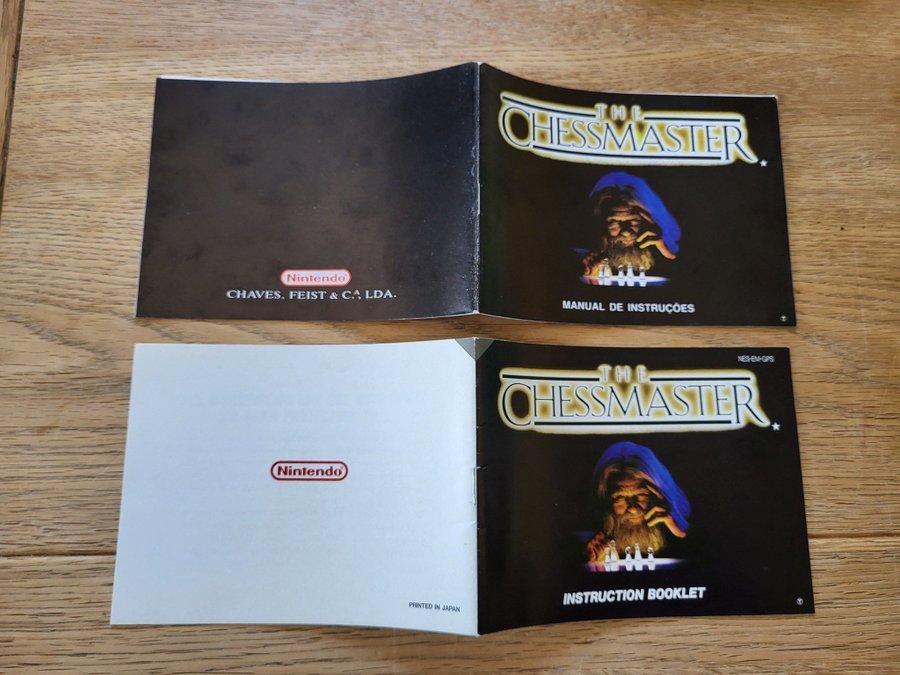 THE
CHESSMASTER
MANUAL DE INSTRUÇÕES
Nintendo
CHAVES, FEIST & C.ª, LDA.
NES-EM-GPS
THE
CHESSMASTER
INSTRUCTION BOOKLET
Nintendo®
PRINTED IN JAPAN